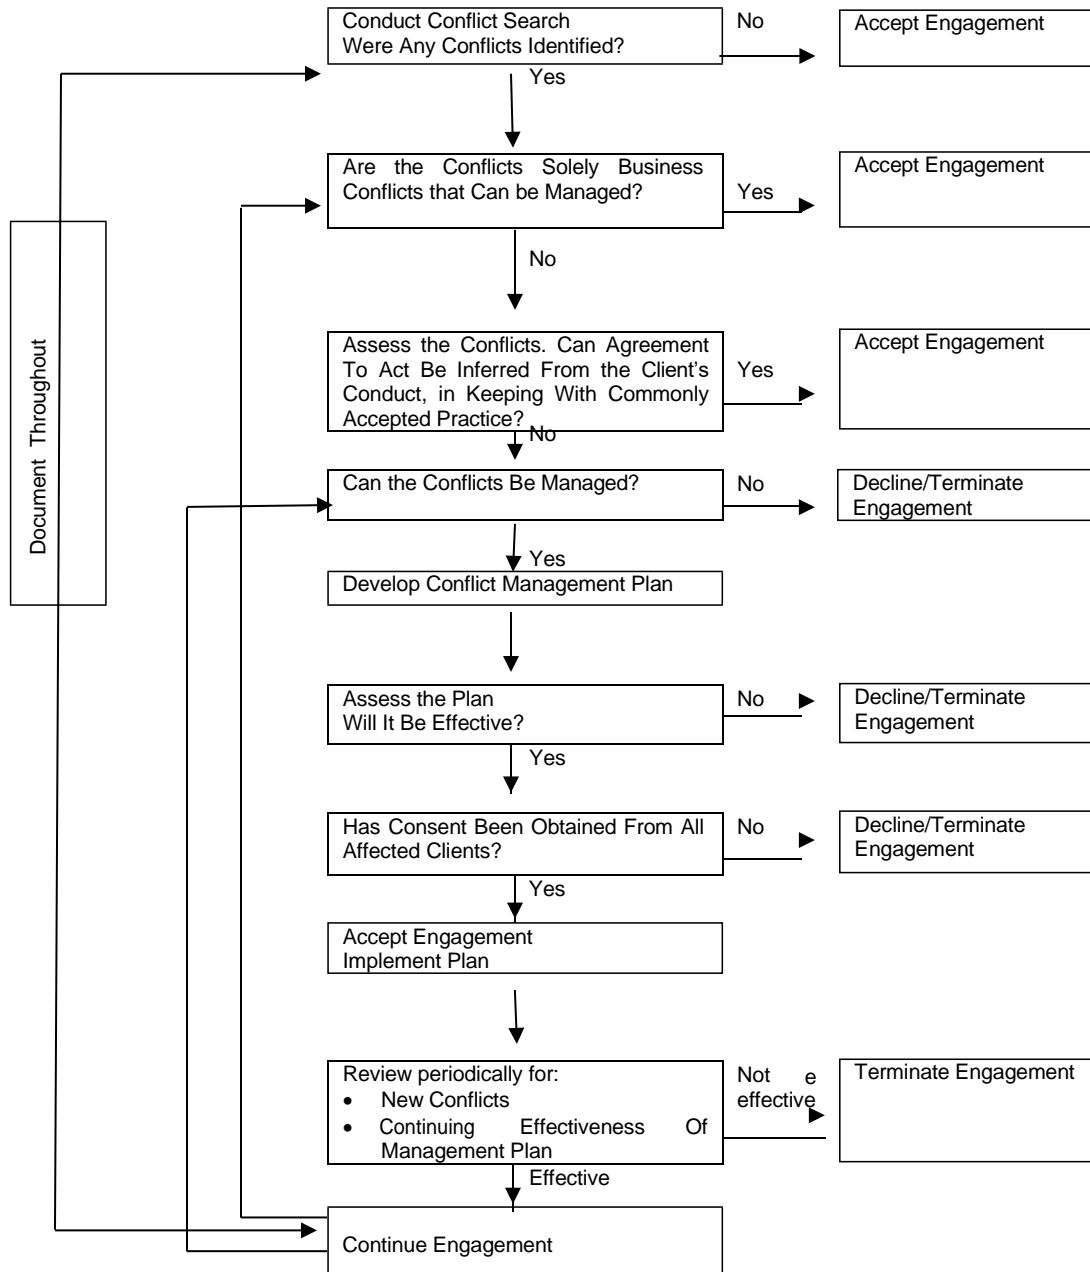 Conduct Conflict Search
Were Any Conflicts Identified?
No
Accept Engagement
Yes
Are the Conflicts Solely Business
Conflicts that Can be Managed?
Yes
Accept Engagement
No
Document Throughout
Assess the Conflicts. Can Agreement
To Act Be Inferred From the Client's
Conduct, in Keeping With Commonly
Accepted Practice?
Yes
Accept Engagement
No
Can the Conflicts Be Managed?
No
Decline/Terminate
Engagement
Yes
Develop Conflict Management Plan
Assess the Plan
Will It Be Effective?
No
Decline/Terminate
Engagement
Yes
Has Consent Been Obtained From All
Affected Clients?
No
Decline/Terminate
Engagement
Yes
Accept Engagement
Implement Plan
Review periodically for:
• New Conflicts
• Continuing Effectiveness Of
Management Plan
Not e
effective
Terminate Engagement
Effective
Continue Engagement